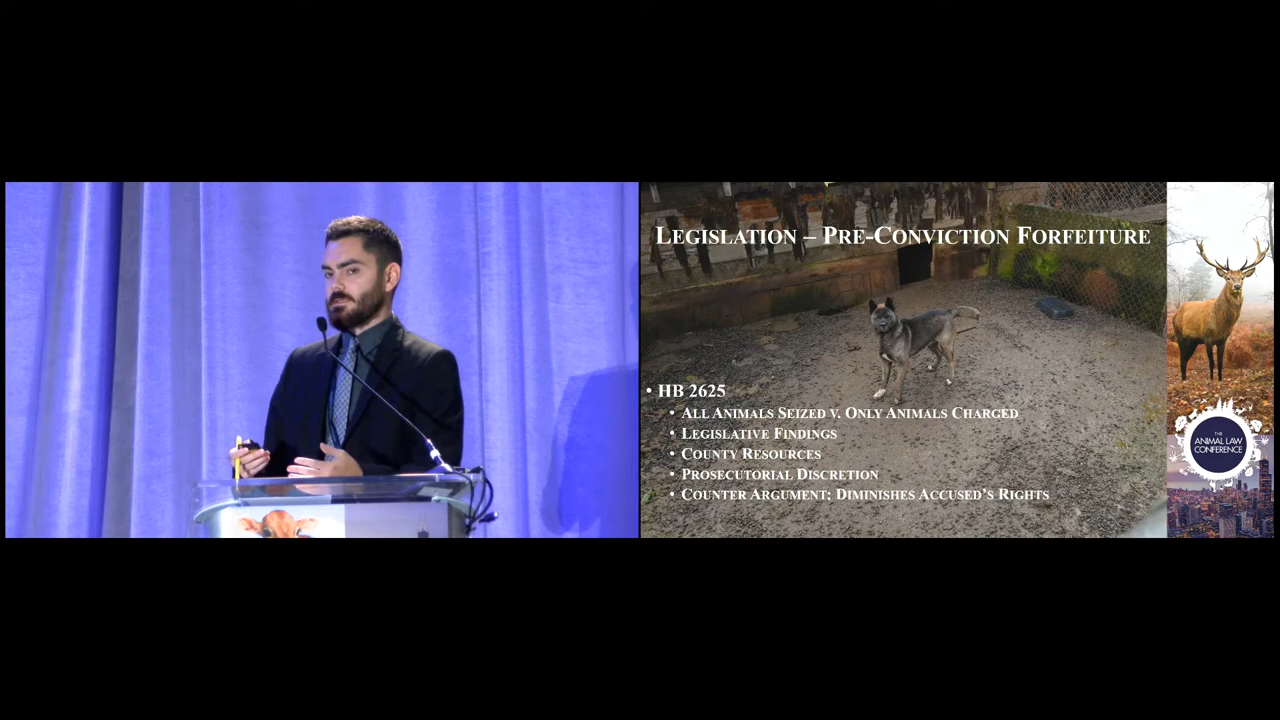 LEGISLATION – PRE-CONVICTION FORFEITURE
• HB 2625
• ALL ANIMALS SEIZED V. ONLY ANIMALS CHARGED
• LEGISLATIVE FINDINGS
• COUNTY RESOURCES
• PROSECUTORIAL DISCRETION
• COUNTER ARGUMENT: DIMINISHES ACCUSED'S RIGHTS
THE
ANIMAL LAW
CONFERENCE